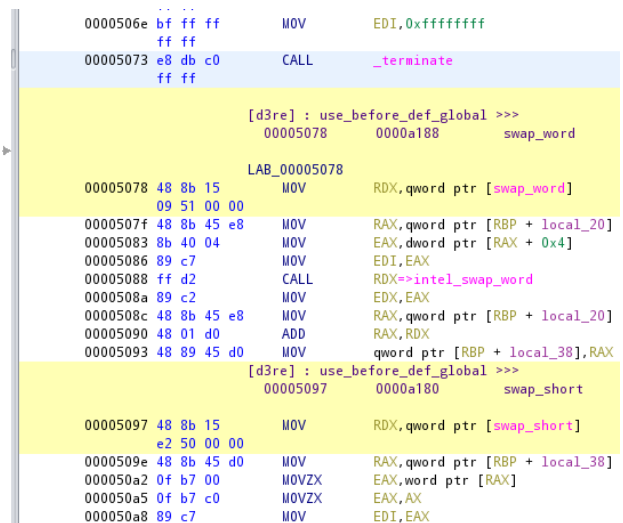 0000506e bf ff ff MOV EDI,0xffffffff
ff ff
00005073 e8 db c0 CALL _terminate
ff ff
[d3re] : use_before_def_global >>>
00005078 0000a188 swap_word
LAB_00005078
00005078 48 8b 15 MOV RDX,qword ptr [swap_word]
09 51 00 00
0000507f 48 8b 45 e8 MOV RAX,qword ptr [RBP + local_20]
00005083 8b 40 04 MOV EAX,dword ptr [RAX + 0x4]
00005086 89 c7 MOV EDI,EAX
00005088 ff d2 CALL RDX=>intel_swap_word
0000508a 89 c2 MOV EDX,EAX
0000508c 48 8b 45 e8 MOV RAX,qword ptr [RBP + local_20]
00005090 48 01 d0 ADD RAX,RDX
00005093 48 89 45 d0 MOV qword ptr [RBP + local_38],RAX
[d3re] : use_before_def_global >>>
00005097 0000a180 swap_short
00005097 48 8b 15 MOV RDX,qword ptr [swap_short]
e2 50 00 00
0000509e 48 8b 45 d0 MOV RAX,qword ptr [RBP + local_38]
000050a2 0f b7 00 MOVZX EAX,word ptr [RAX]
000050a5 0f b7 c0 MOVZX EAX,AX
000050a8 89 c7 MOV EDI,EAX